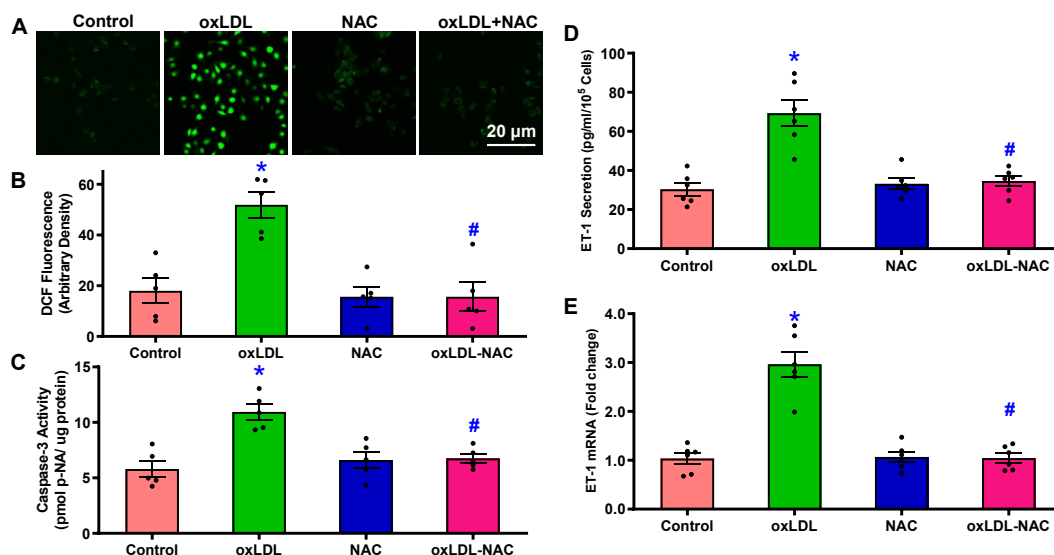 A
Control oxLDL NAC oxLDL+NAC
20 μm
B
DCF Fluorescence
(Arbitrary Density)
60
40
20
0
*
#
Control oxLDL NAC oxLDL-NAC
C
Caspase-3 Activity
(pmol p-NA/ ug protein)
15
10
5
0
*
#
Control oxLDL NAC oxLDL-NAC
D
ET-1 Secretion (pg/ml/10⁵ Cells)
100
80
60
40
20
0
*
#
Control oxLDL NAC oxLDL-NAC
E
ET-1 mRNA (Fold change)
4.0
3.0
2.0
1.0
0.0
*
#
Control oxLDL NAC oxLDL-NAC